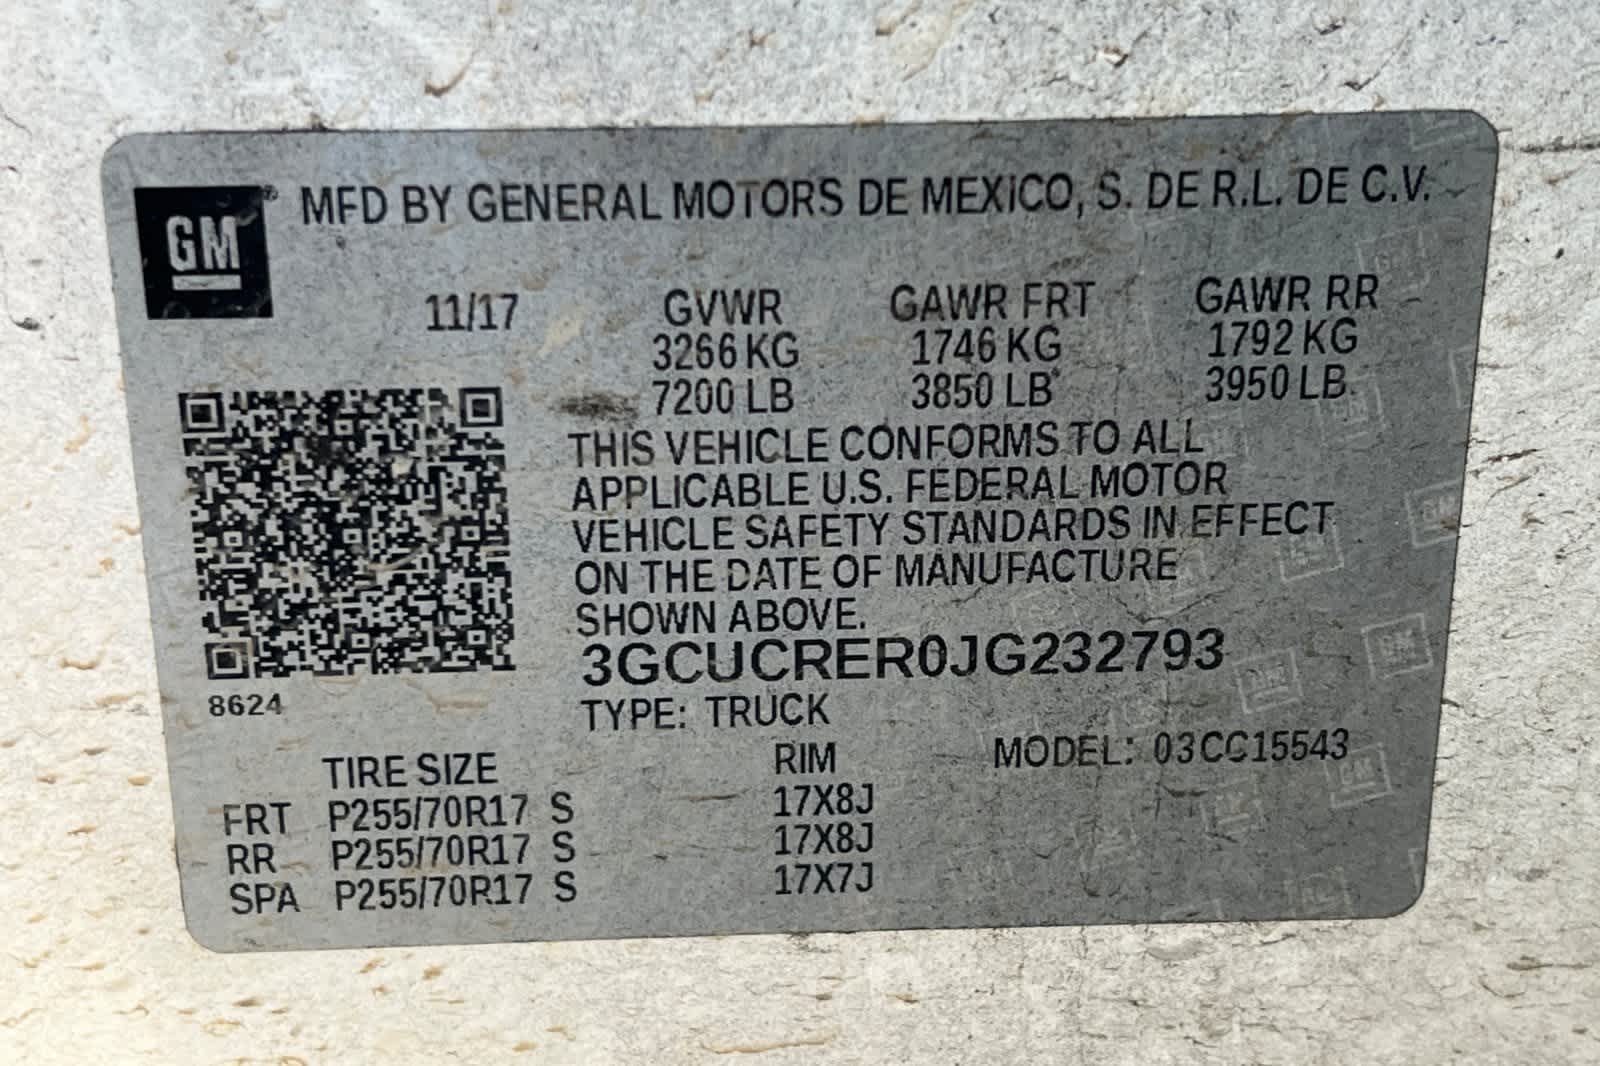 GM® MFD BY GENERAL MOTORS DE MEXICO, S. DE R.L. DE C.V.
11/17 GVWR GAWR FRT GAWR RR
3266 KG 1746 KG 1792 KG
7200 LB 3850 LB 3950 LB
THIS VEHICLE CONFORMS TO ALL
APPLICABLE U.S. FEDERAL MOTOR
VEHICLE SAFETY STANDARDS IN EFFECT
ON THE DATE OF MANUFACTURE
SHOWN ABOVE.
3GCUCRER0JG232793
8624 TYPE: TRUCK
TIRE SIZE RIM MODEL: 03CC15543
FRT P255/70R17 S 17X8J
RR P255/70R17 S 17X8J
SPA P255/70R17 S 17X7J